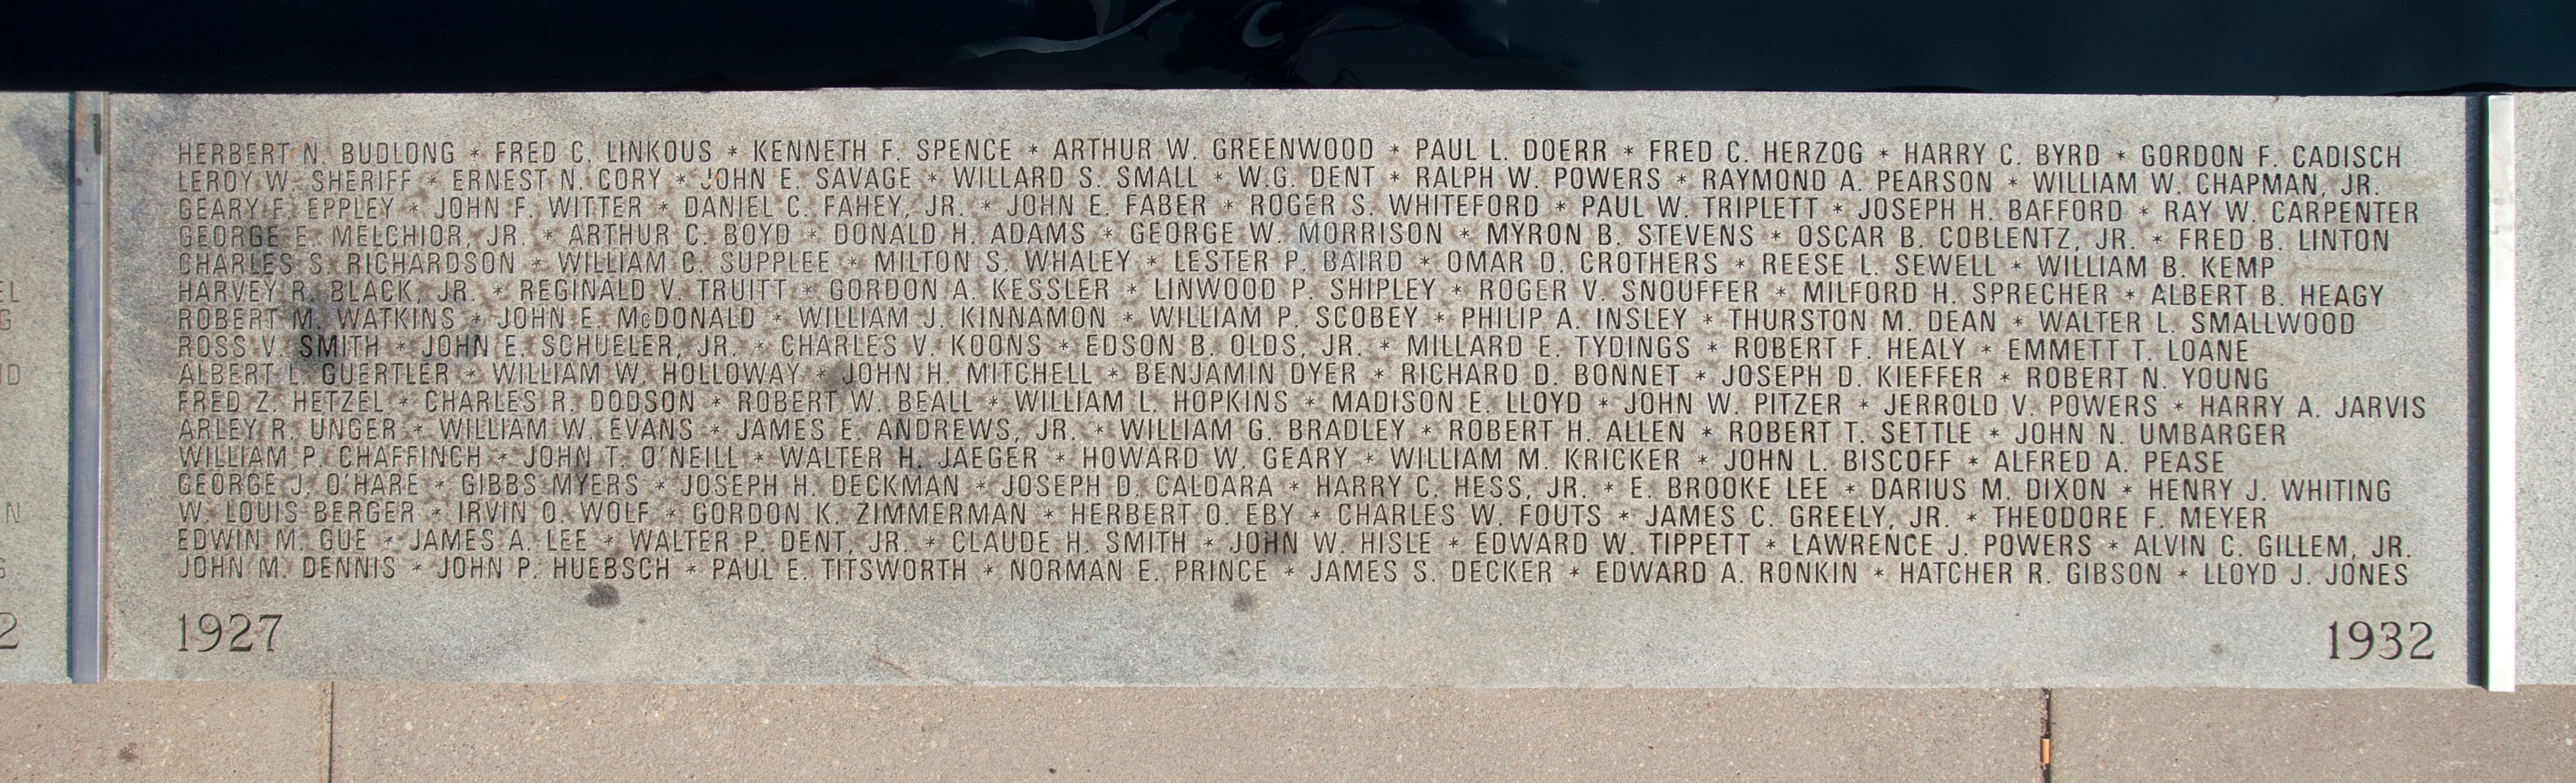 HERBERT N. BUDLONG * FRED C. LINKOUS * KENNETH F. SPENCE * ARTHUR W. GREENWOOD * PAUL L. DOERR * FRED C. HERZOG * HARRY C. BYRD * GORDON F. CADISCH
LEROY W. SHERIFF * ERNEST N. CORY * JOHN E. SAVAGE * WILLARD S. SMALL * W.G. DENT * RALPH W. POWERS * RAYMOND A. PEARSON * WILLIAM W. CHAPMAN, JR.
GEARY F. EPPLEY * JOHN F. WITTER * DANIEL C. FAHEY, JR. * JOHN E. FABER * ROGER S. WHITEFORD * PAUL W. TRIPLETT * JOSEPH H. BAFFORD * RAY W. CARPENTER
GEORGE E. MELCHIOR, JR. * ARTHUR C. BOYD * DONALD H. ADAMS * GEORGE W. MORRISON * MYRON B. STEVENS * OSCAR B. COBLENTZ, JR. * FRED B. LINTON
CHARLES S. RICHARDSON * WILLIAM C. SUPPLEE * MILTON S. WHALEY * LESTER P. BAIRD * OMAR D. CROTHERS * REESE L. SEWELL * WILLIAM B. KEMP
HARVEY R. BLACK, JR. * REGINALD V. TRUITT * GORDON A. KESSLER * LINWOOD P. SHIPLEY * ROGER V. SNOUFFER * MILFORD H. SPRECHER * ALBERT B. HEAGY
ROBERT M. WATKINS * JOHN E. McDONALD * WILLIAM J. KINNAMON * WILLIAM P. SCOBEY * PHILIP A. INSLEY * THURSTON M. DEAN * WALTER L. SMALLWOOD
ROSS V. SMITH * JOHN E. SCHUELER, JR. * CHARLES V. KOONS * EDSON B. OLDS, JR. * MILLARD E. TYDINGS * ROBERT F. HEALY * EMMETT T. LOANE
ALBERT L. GUERTLER * WILLIAM W. HOLLOWAY * JOHN H. MITCHELL * BENJAMIN DYER * RICHARD D. BONNET * JOSEPH D. KIEFFER * ROBERT N. YOUNG
FRED Z. HETZEL * CHARLES R. DODSON * ROBERT W. BEALL * WILLIAM L. HOPKINS * MADISON E. LLOYD * JOHN W. PITZER * JERROLD V. POWERS * HARRY A. JARVIS
ARLEY R. UNGER * WILLIAM W. EVANS * JAMES E. ANDREWS, JR. * WILLIAM G. BRADLEY * ROBERT H. ALLEN * ROBERT T. SETTLE * JOHN N. UMBARGER
WILLIAM P. CHAFFINCH * JOHN T. O'NEILL * WALTER H. JAEGER * HOWARD W. GEARY * WILLIAM M. KRICKER * JOHN L. BISCOFF * ALFRED A. PEASE
GEORGE J. O'HARE * GIBBS MYERS * JOSEPH H. DECKMAN * JOSEPH D. CALDARA * HARRY C. HESS, JR. * E. BROOKE LEE * DARIUS M. DIXON * HENRY J. WHITING
W. LOUIS BERGER * IRVIN O. WOLF * GORDON K. ZIMMERMAN * HERBERT O. EBY * CHARLES W. FOUTS * JAMES C. GREELY, JR. * THEODORE F. MEYER
EDWIN M. GUE * JAMES A. LEE * WALTER P. DENT, JR. * CLAUDE H. SMITH * JOHN W. HISLE * EDWARD W. TIPPETT * LAWRENCE J. POWERS * ALVIN C. GILLEM, JR.
JOHN M. DENNIS * JOHN P. HUEBSCH * PAUL E. TITSWORTH * NORMAN E. PRINCE * JAMES S. DECKER * EDWARD A. RONKIN * HATCHER R. GIBSON * LLOYD J. JONES
1927 1932